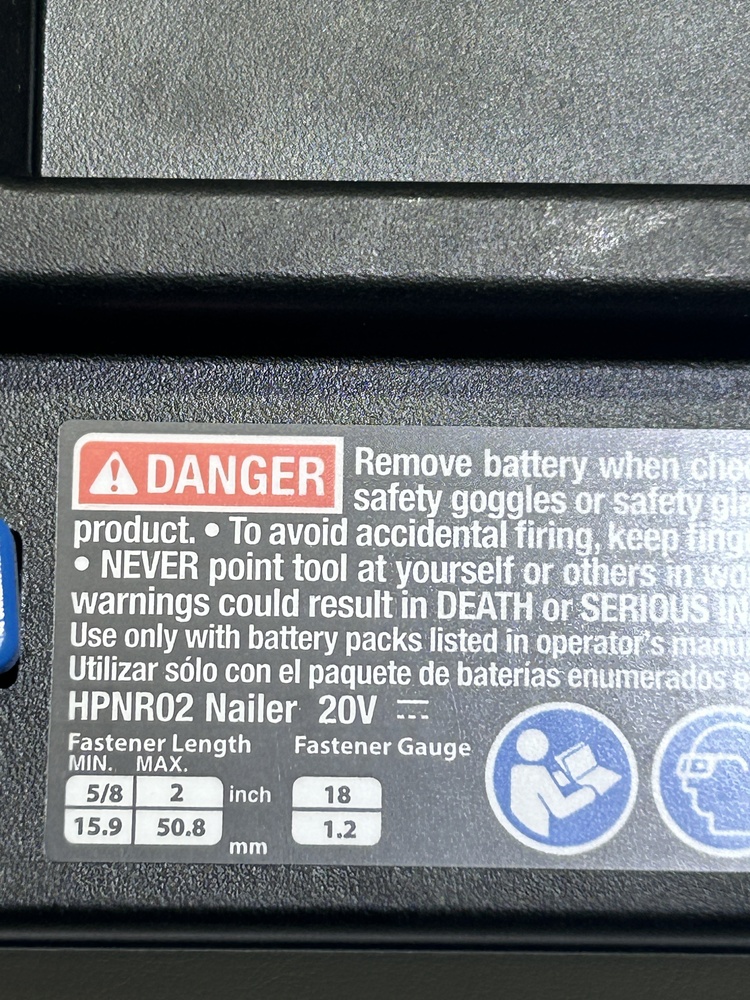 DANGER
Remove battery when
safety goggles or safety
product. • To avoid accidental firing, keep
• NEVER point tool at yourself or others in
warnings could result in DEATH or SERIOUS
Use only with battery packs listed in operator's
Utilizar sólo con el paquete de baterías enumerados
HPNR02 Nailer 20V
Fastener Length Fastener Gauge
MIN. MAX.
5/8 2 inch 18
15.9 50.8 mm 1.2